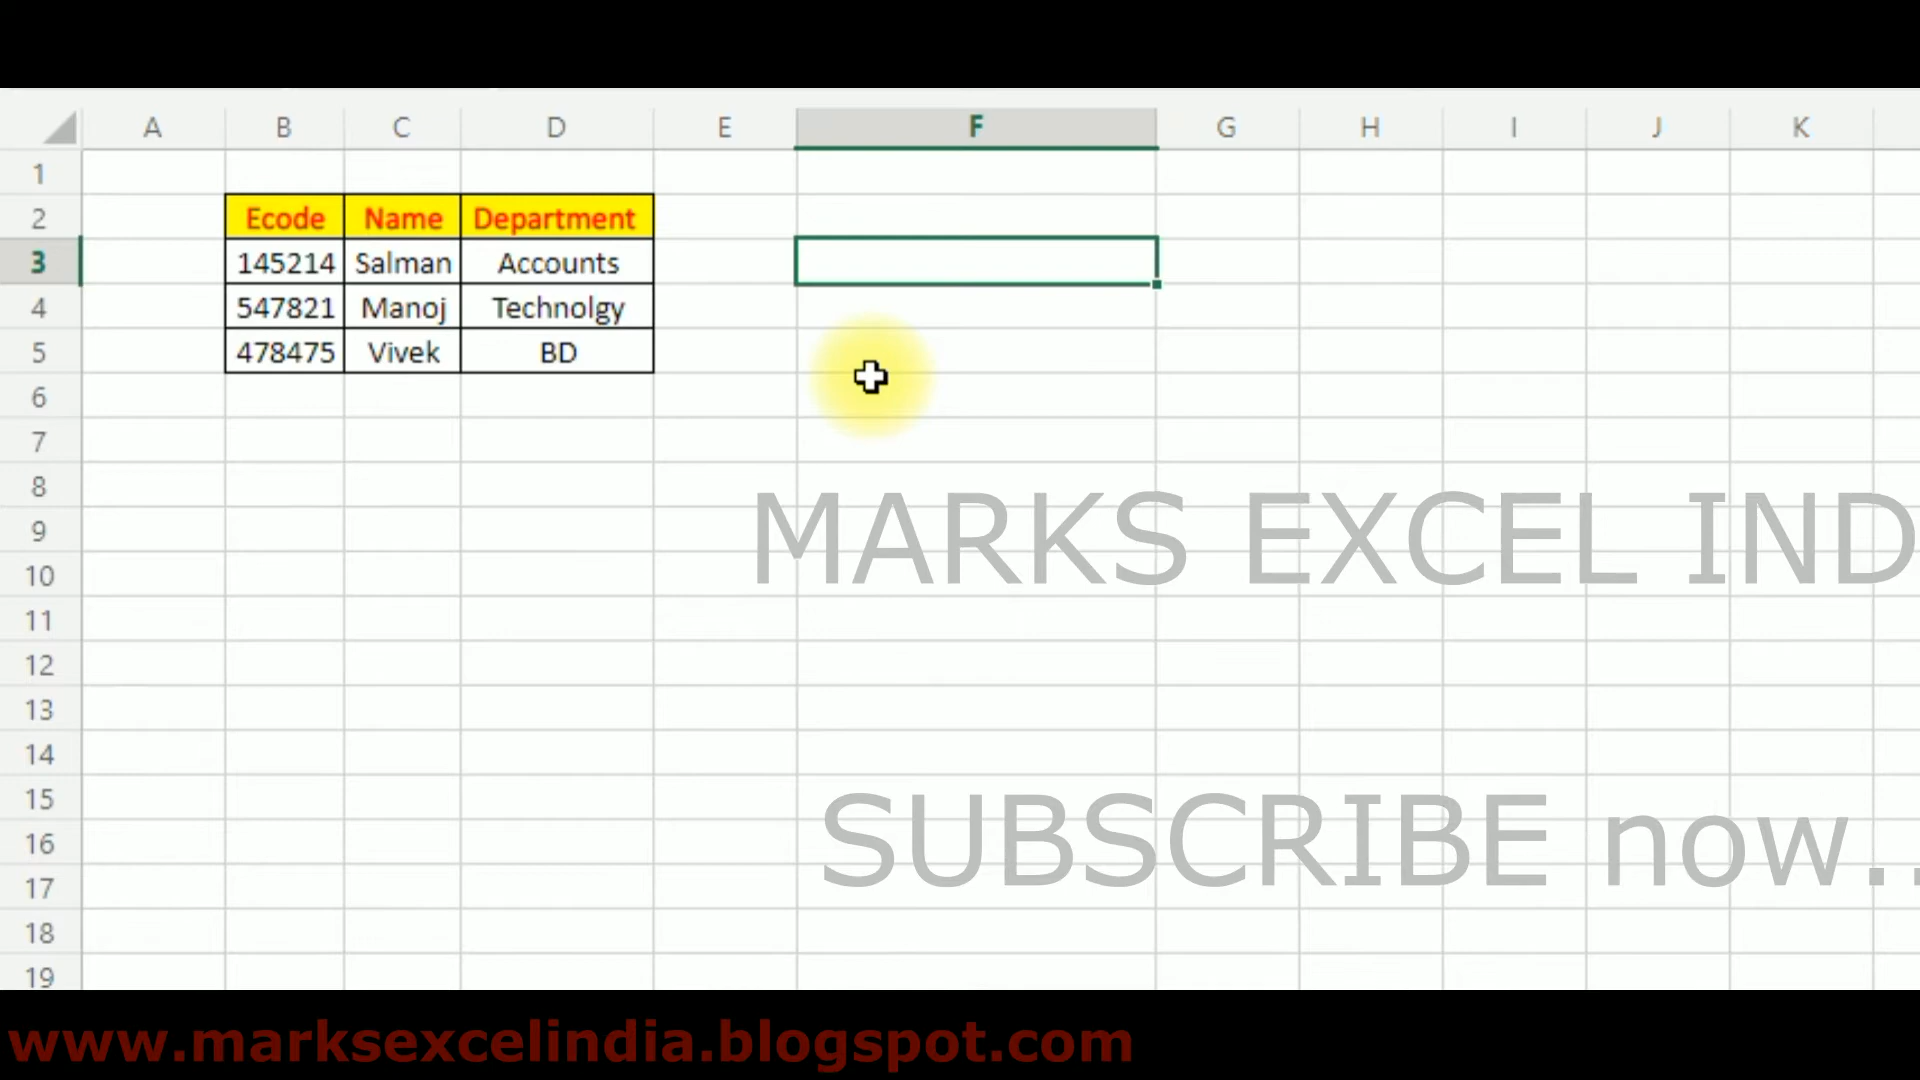 A B C D E F G H I J K
1
2 Ecode Name Department
3 145214 Salman Accounts
4 547821 Manoj Technolgy
5 478475 Vivek BD
6
7
8
9
10
11
12
13
14
15
16
17
18
19
MARKS EXCEL IND
SUBSCRIBE now..
www.marksexcelindia.blogspot.com